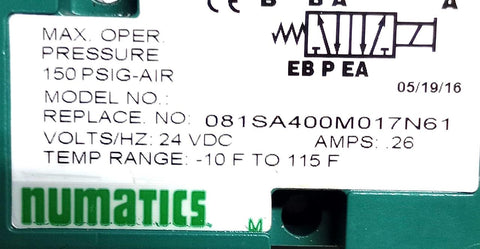 CE B B A A
MAX. OPER.
PRESSURE
150 PSIG-AIR
EB P EA
05/19/16
MODEL NO.:
REPLACE. NO: 081SA400M017N61
VOLTS/HZ: 24 VDC AMPS: .26
TEMP RANGE: -10 F TO 115 F
numatics
M